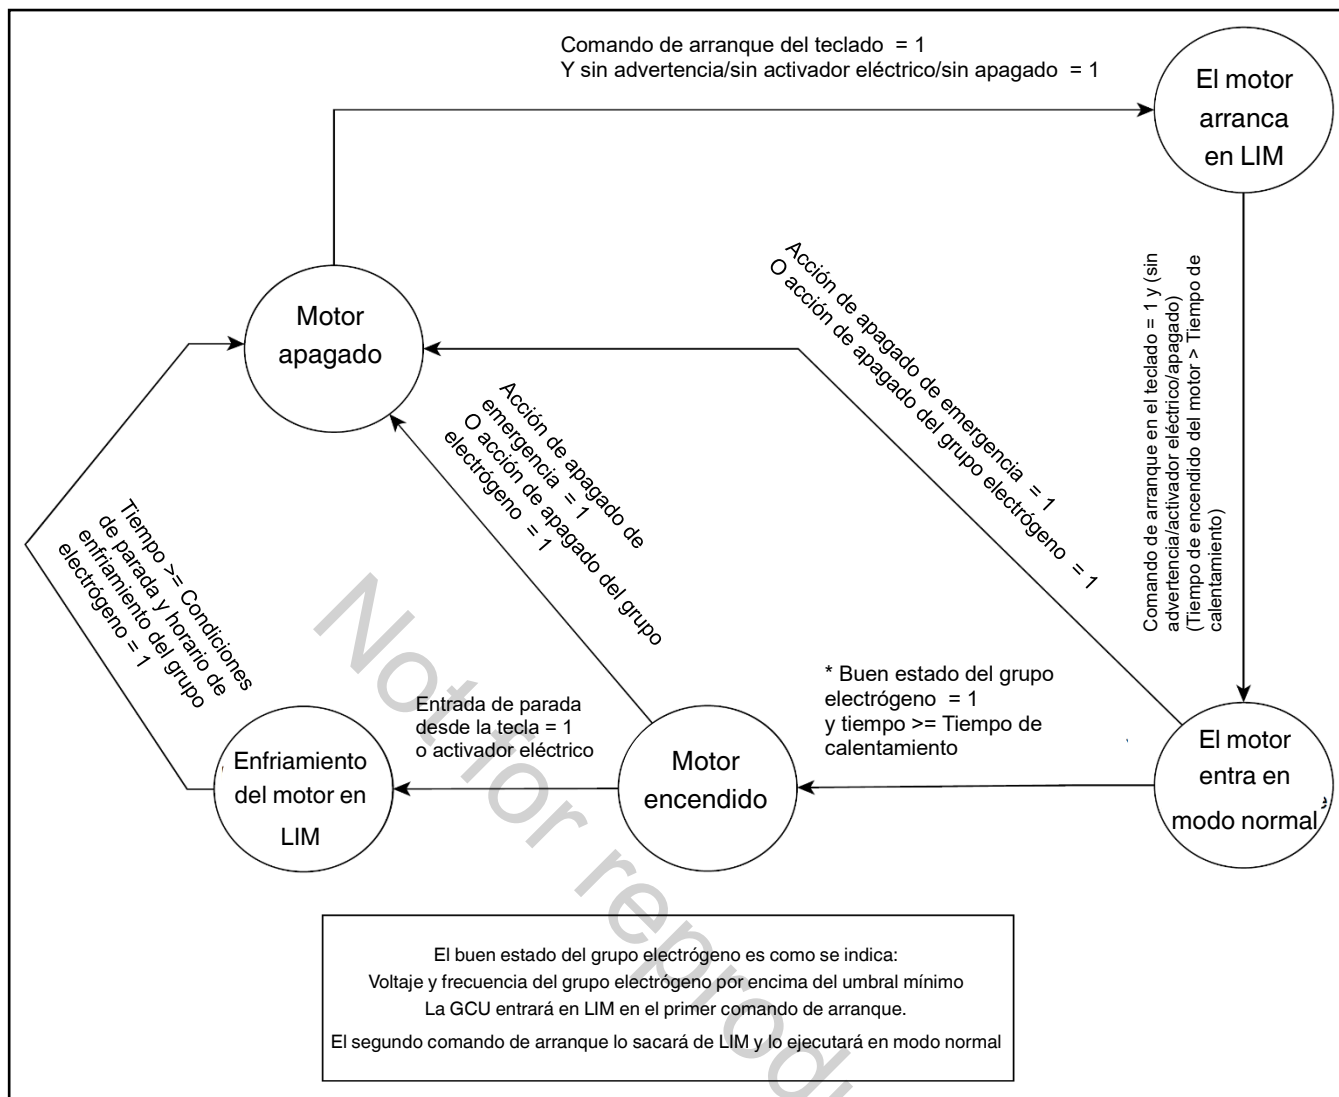 Comando de arranque del teclado = 1
Y sin advertencia/sin activador eléctrico/sin apagado = 1
El motor
arranca
en LIM
Motor
apagado
Acción de apagado de emergencia = 1
O acción de apagado del grupo electrógeno = 1
Comando de arranque en el teclado = 1 y (sin
advertencia/activador eléctrico/apagado)
(Tiempo de encendido del motor > Tiempo de
calentamiento)
Acción de apagado de
emergencia = 1
O acción de apagado del grupo
electrógeno = 1
Tiempo >= Condiciones
de parada y horario de
enfriamiento del grupo
electrógeno = 1
* Buen estado del grupo
electrógeno = 1
y tiempo >= Tiempo de
calentamiento
Entrada de parada
desde la tecla = 1
o activador eléctrico
Enfriamiento
del motor en
LIM
Motor
encendido
El motor
entra en
modo normal
El buen estado del grupo electrógeno es como se indica:
Voltaje y frecuencia del grupo electrógeno por encima del umbral mínimo
La GCU entrará en LIM en el primer comando de arranque.
El segundo comando de arranque lo sacará de LIM y lo ejecutará en modo normal
Not for reprodu